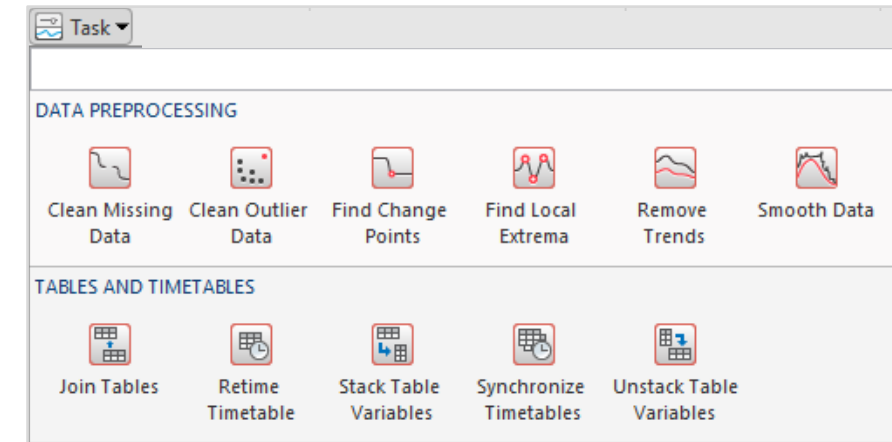 Task
DATA PREPROCESSING
Clean Missing Data
Clean Outlier Data
Find Change Points
Find Local Extrema
Remove Trends
Smooth Data
TABLES AND TIMETABLES
Join Tables
Retime Timetable
Stack Table Variables
Synchronize Timetables
Unstack Table Variables